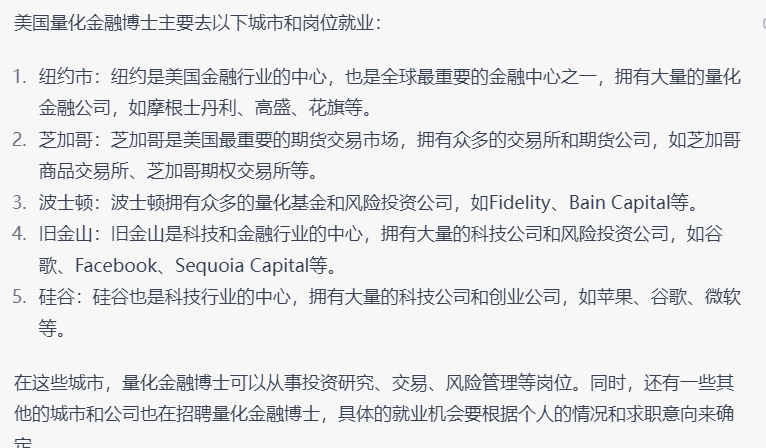 美国量化金融博士主要去以下城市和岗位就业：
1. 纽约市：纽约是美国金融行业的中心，也是全球最重要的金融中心之一，拥有大量的量化
金融公司，如摩根士丹利、高盛、花旗等。
2. 芝加哥：芝加哥是美国最重要的期货交易市场，拥有众多的交易所和期货公司，如芝加哥
商品交易所、芝加哥期权交易所等。
3. 波士顿：波士顿拥有众多的量化基金和风险投资公司，如Fidelity、Bain Capital等。
4. 旧金山：旧金山是科技和金融行业的中心，拥有大量的科技公司和风险投资公司，如谷
歌、Facebook、Sequoia Capital等。
5. 硅谷：硅谷也是科技行业的中心，拥有大量的科技公司和创业公司，如苹果、谷歌、微软
等。
在这些城市，量化金融博士可以从事投资研究、交易、风险管理等岗位。同时，还有一些其
他的城市和公司也在招聘量化金融博士，具体的就业机会要根据个人的情况和求职意向来确
定